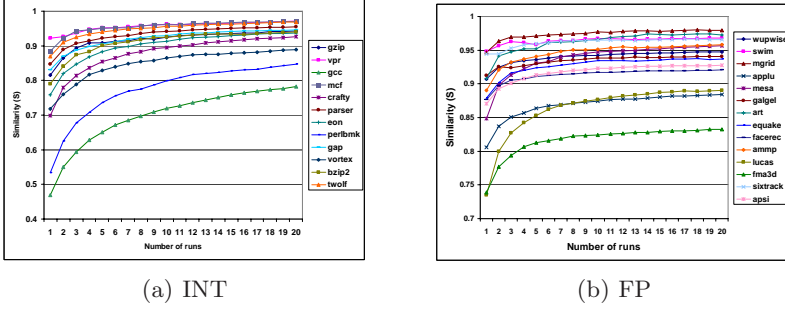 Similarity (S)
1
0.9
0.8
0.7
0.6
0.5
0.4
1 2 3 4 5 6 7 8 9 10 11 12 13 14 15 16 17 18 19 20
Number of runs
gzip
vpr
gcc
mcf
crafty
parser
eon
perlbmk
gap
vortex
bzip2
twolf
(a) INT
Similarity (S)
1
0.95
0.9
0.85
0.8
0.75
0.7
1 2 3 4 5 6 7 8 9 10 11 12 13 14 15 16 17 18 19 20
Number of runs
wupwise
swim
mgrid
applu
mesa
galgel
art
equake
facerec
ammp
lucas
fma3d
sixtrack
apsi
(b) FP